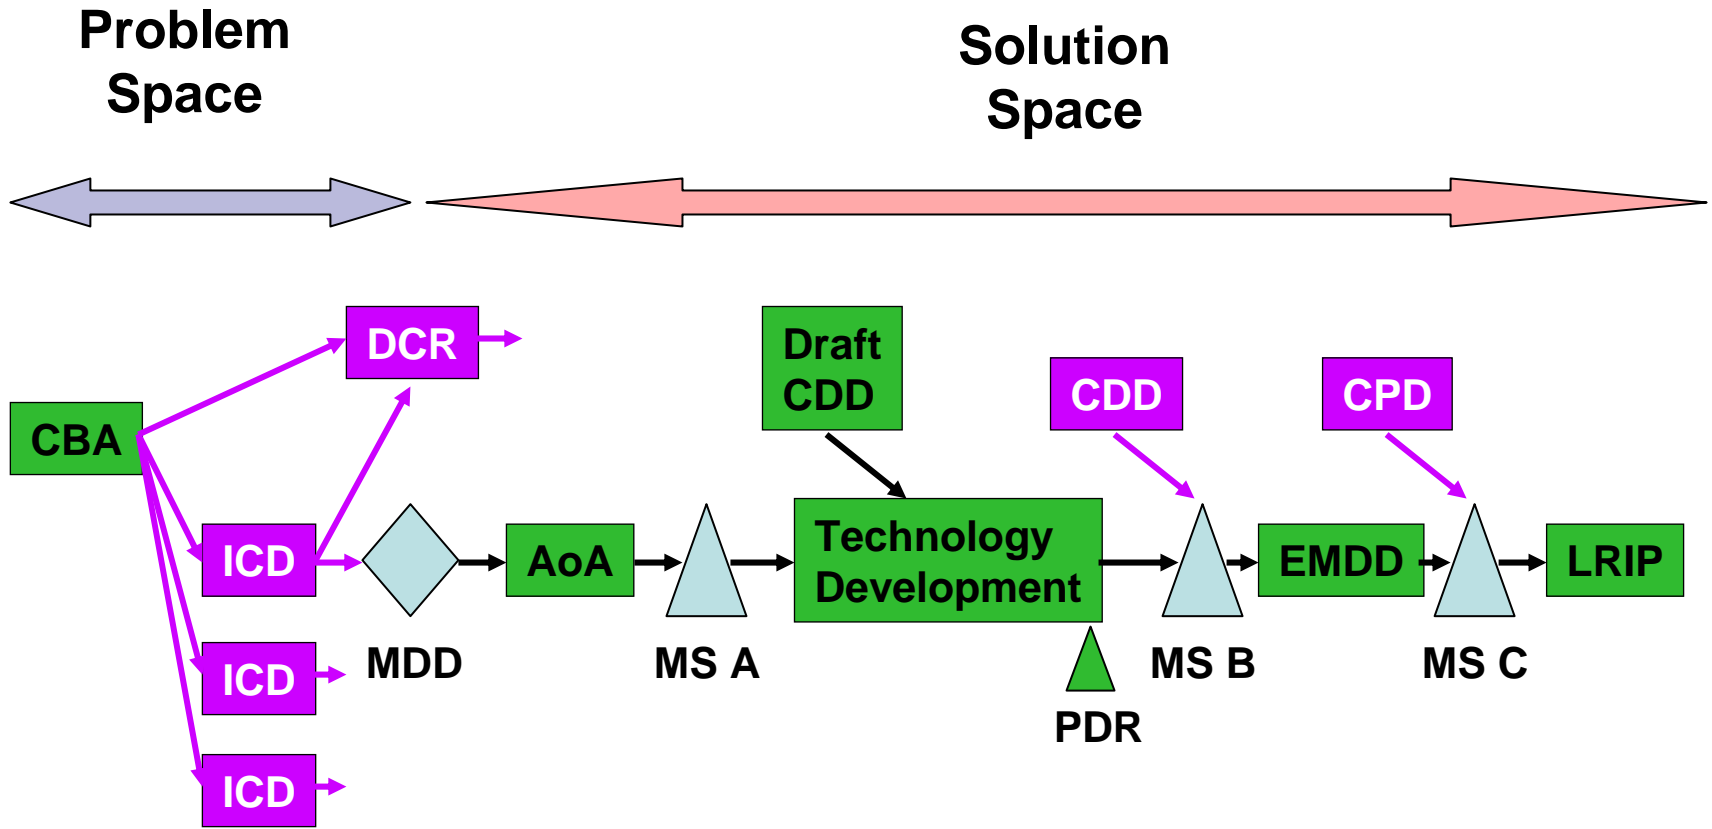 Problem
Space
Solution
Space
DCR
Draft
CDD
CDD
CPD
CBA
ICD
AoA
Technology
Development
EMDD
LRIP
MDD
MS A
MS B
MS C
ICD
PDR
ICD